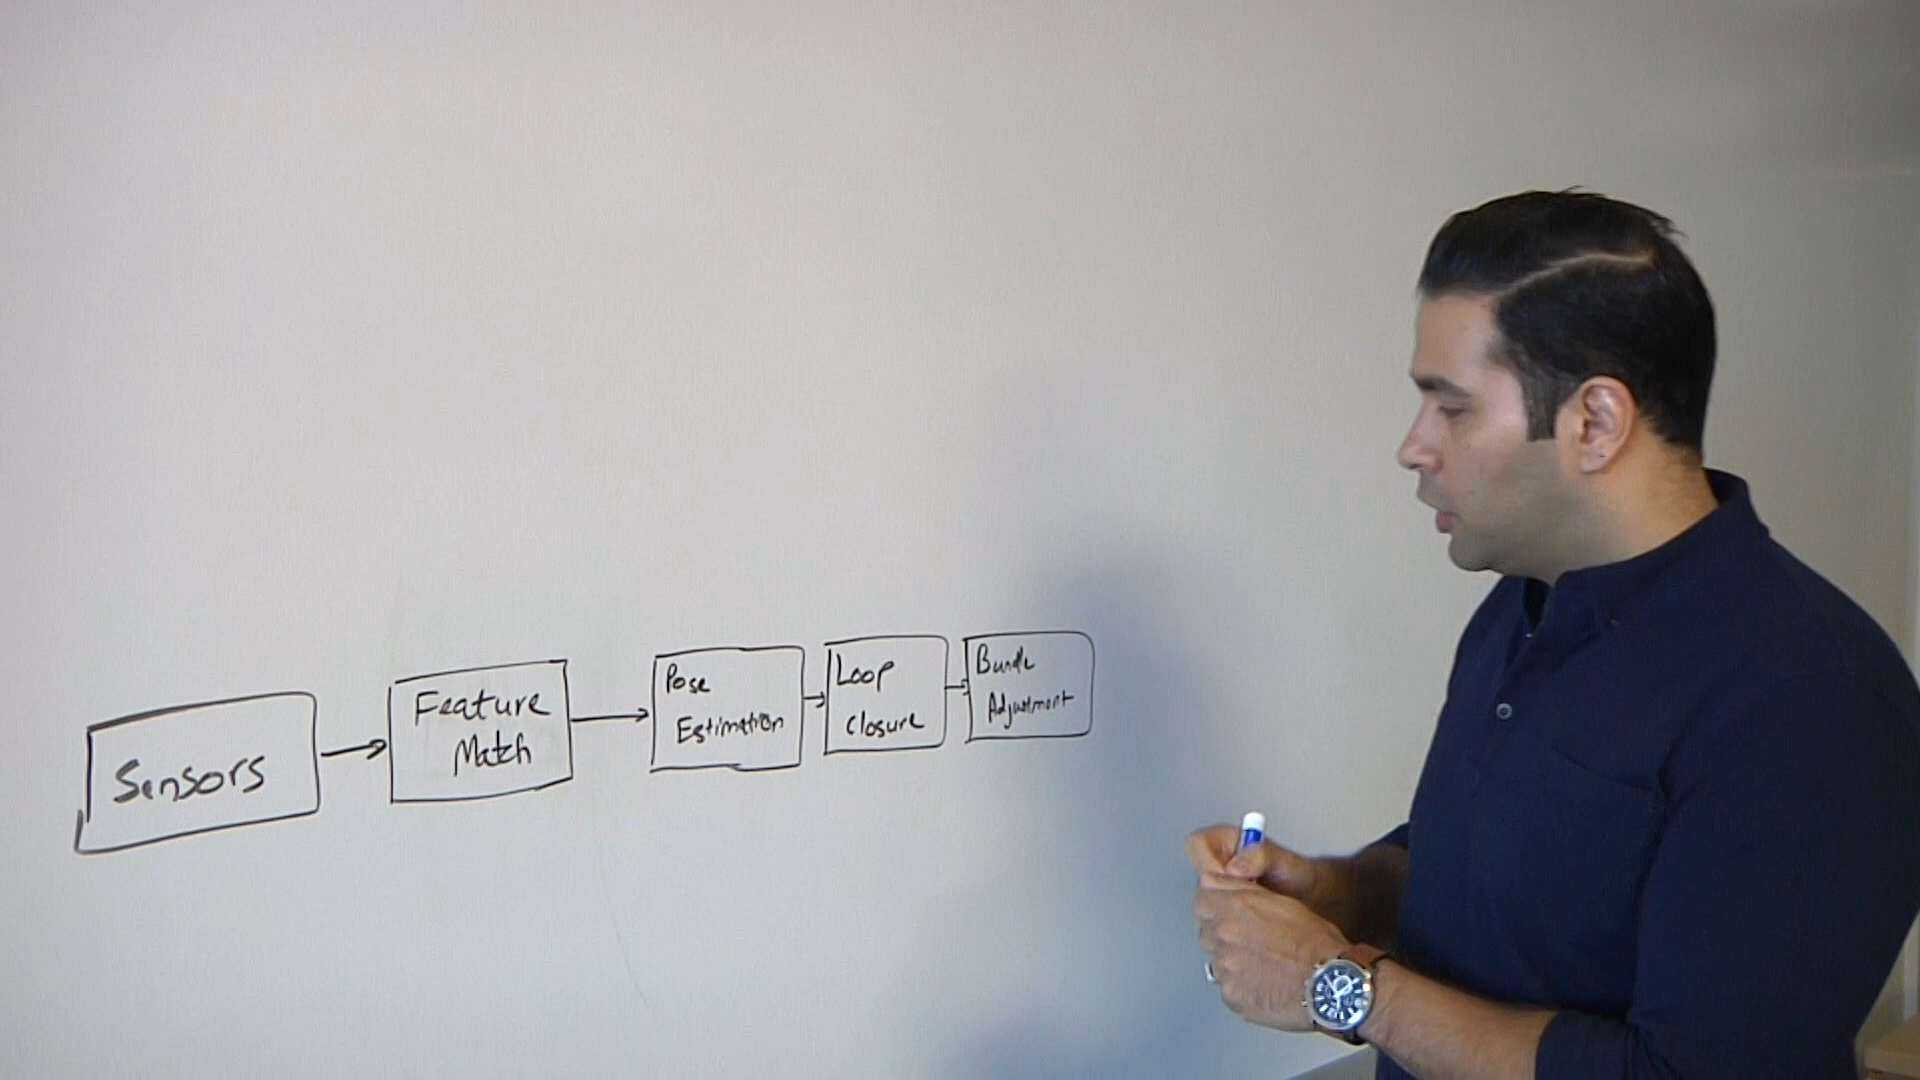 Sensors
Feature
Match
Pose
Estimation
Loop
Closure
Bundle
Adjustment